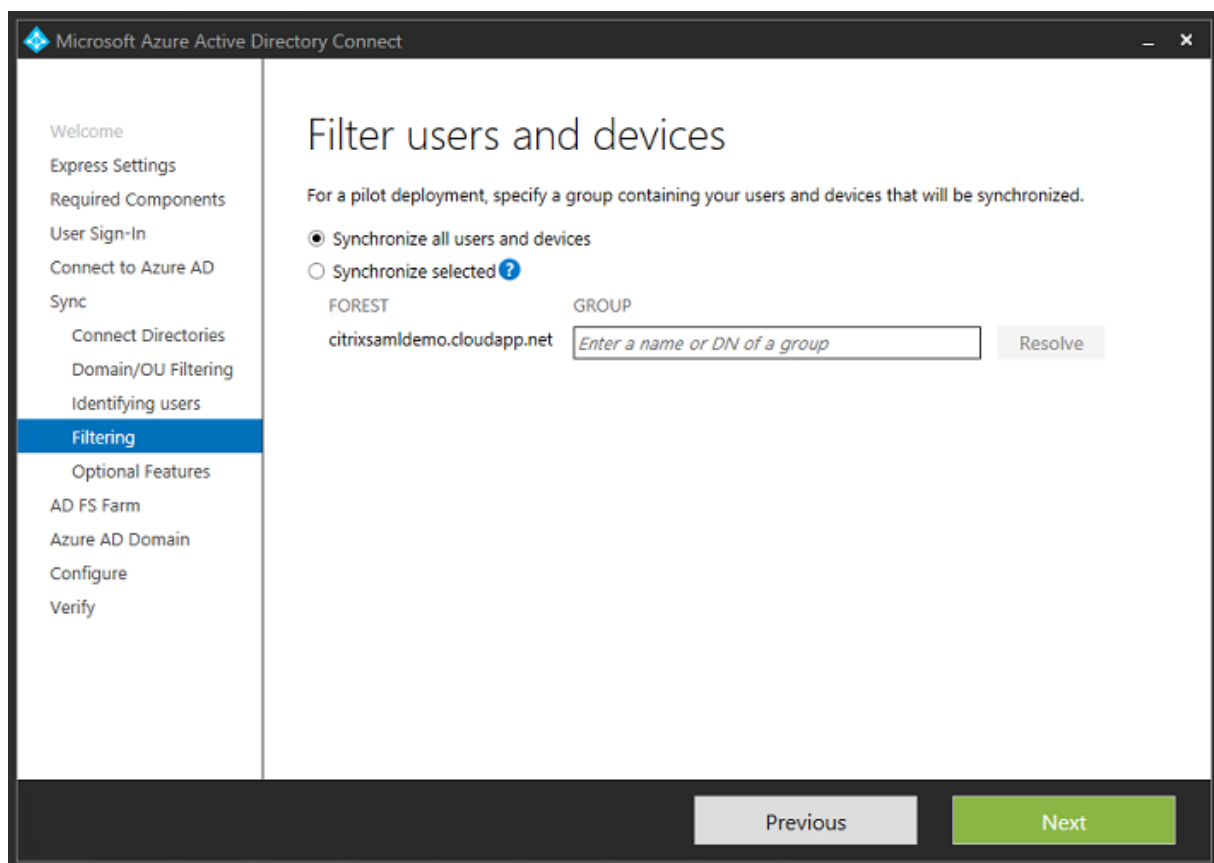 Microsoft Azure Active Directory Connect
Welcome
Express Settings
Required Components
User Sign-In
Connect to Azure AD
Sync
Connect Directories
Domain/OU Filtering
Identifying users
Filtering
Optional Features
AD FS Farm
Azure AD Domain
Configure
Verify
Filter users and devices
For a pilot deployment, specify a group containing your users and devices that will be synchronized.
Synchronize all users and devices
Synchronize selected ?
FOREST GROUP
citrixsamldemo.cloudapp.net Enter a name or DN of a group Resolve
Previous Next